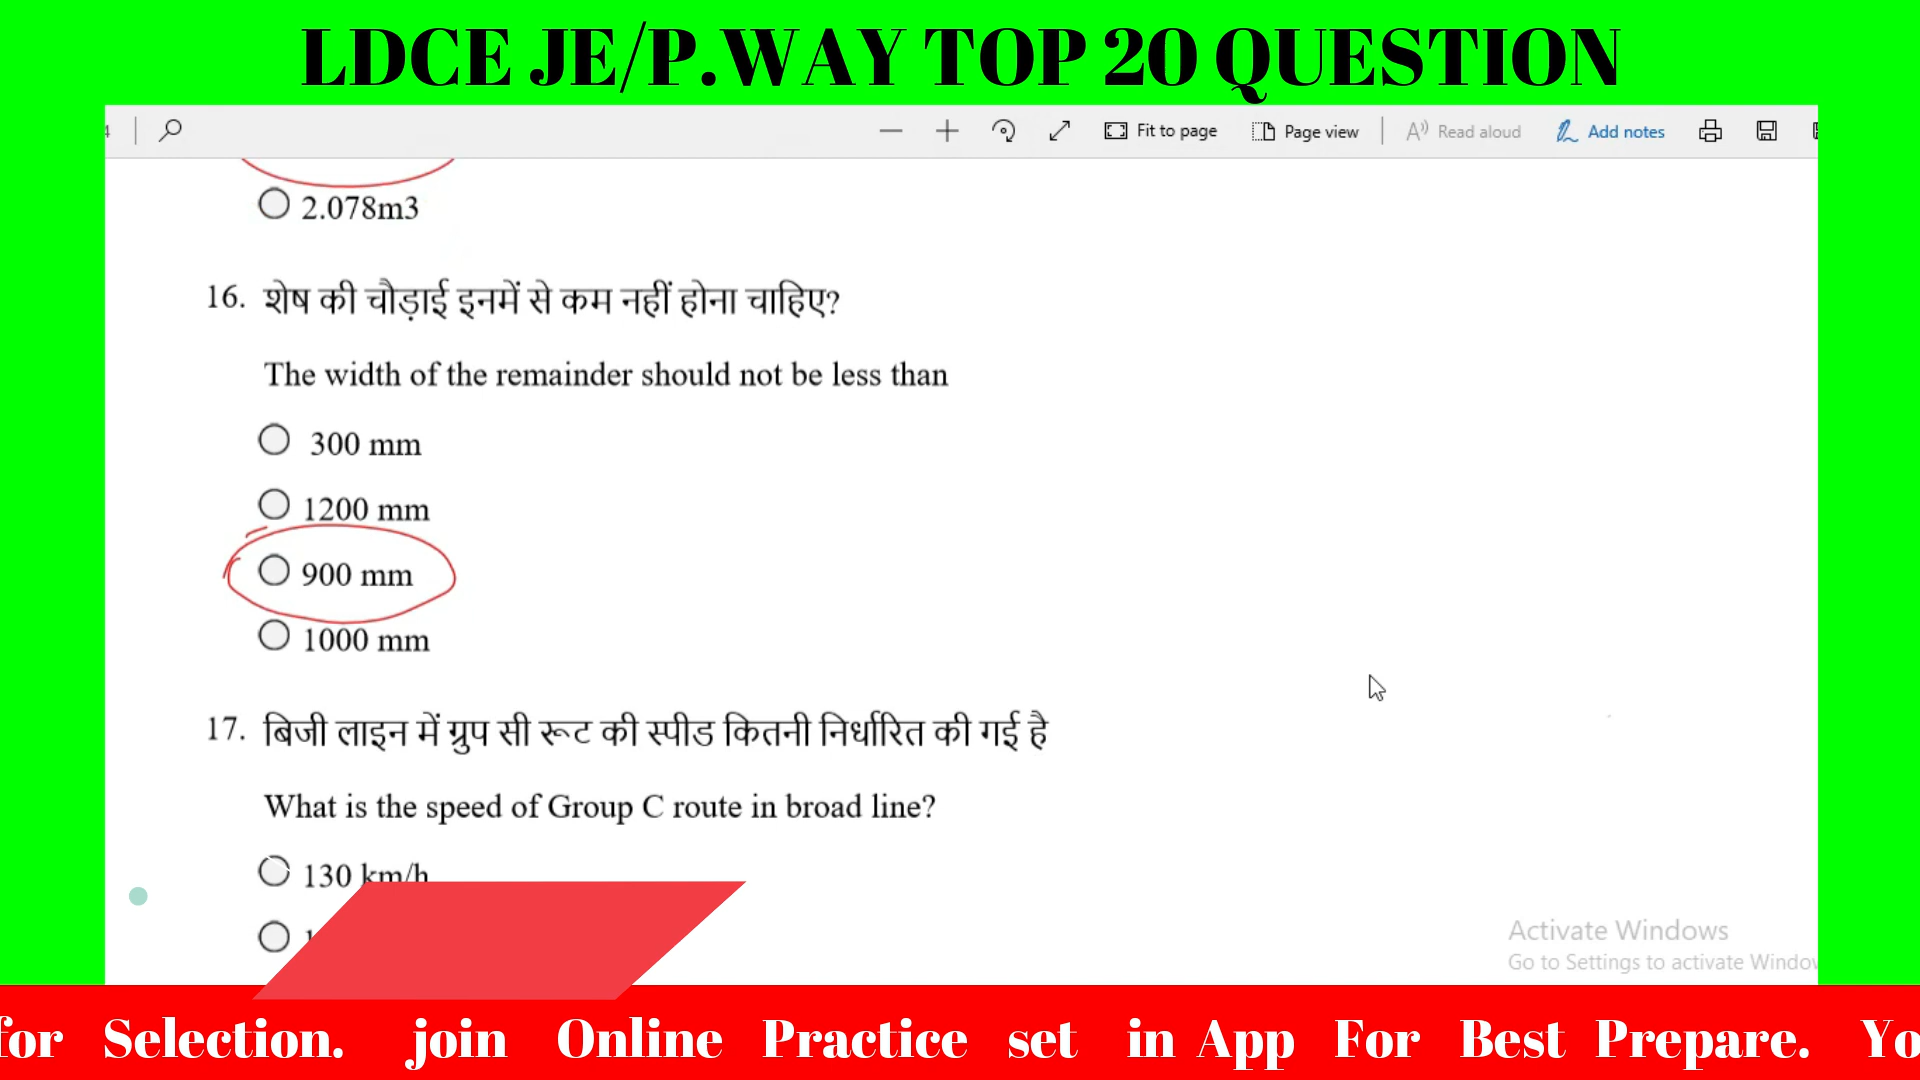 LDCE JE/P.WAY TOP 20 QUESTION
Fit to page
Page view
Read aloud
Add notes
2.078m3
16. शेष की चौड़ाई इनमें से कम नहीं होना चाहिए?
The width of the remainder should not be less than
300 mm
1200 mm
900 mm
1000 mm
17. बिजी लाइन में ग्रुप सी रूट की स्पीड कितनी निर्धारित की गई है
What is the speed of Group C route in broad line?
130 km/h
Activate Windows
Go to Settings to activate
for Selection. join Online Practice set in App For Best Prepare.